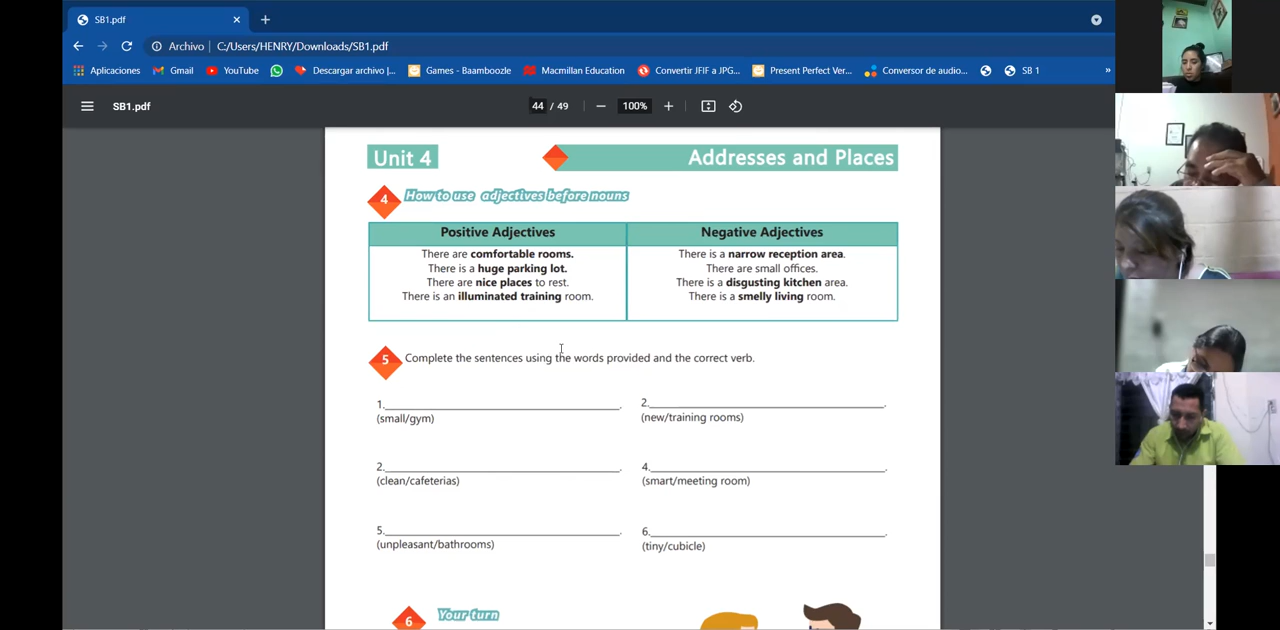 SB1.pdf
Archivo C:/Users/HENRY/Downloads/SB1.pdf
Aplicaciones Gmail YouTube Descargar archivo |... Games - Baamboozle Macmillan Education Convertir JFIF a JPG... Present Perfect Ver... Conversor de audio... SB 1 »
SB1.pdf 44 / 49 100%
Unit 4 Addresses and Places
4 How to use adjectives before nouns
Positive Adjectives Negative Adjectives
There are comfortable rooms. There is a narrow reception area.
There is a huge parking lot. There are small offices.
There are nice places to rest. There is a disgusting kitchen area.
There is an illuminated training room. There is a smelly living room.
5 Complete the sentences using the words provided and the correct verb.
1.______________________________. 2.______________________________.
(small/gym) (new/training rooms)
2.______________________________. 4.______________________________.
(clean/cafeterias) (smart/meeting room)
5.______________________________. 6.______________________________.
(unpleasant/bathrooms) (tiny/cubicle)
6 Your turn